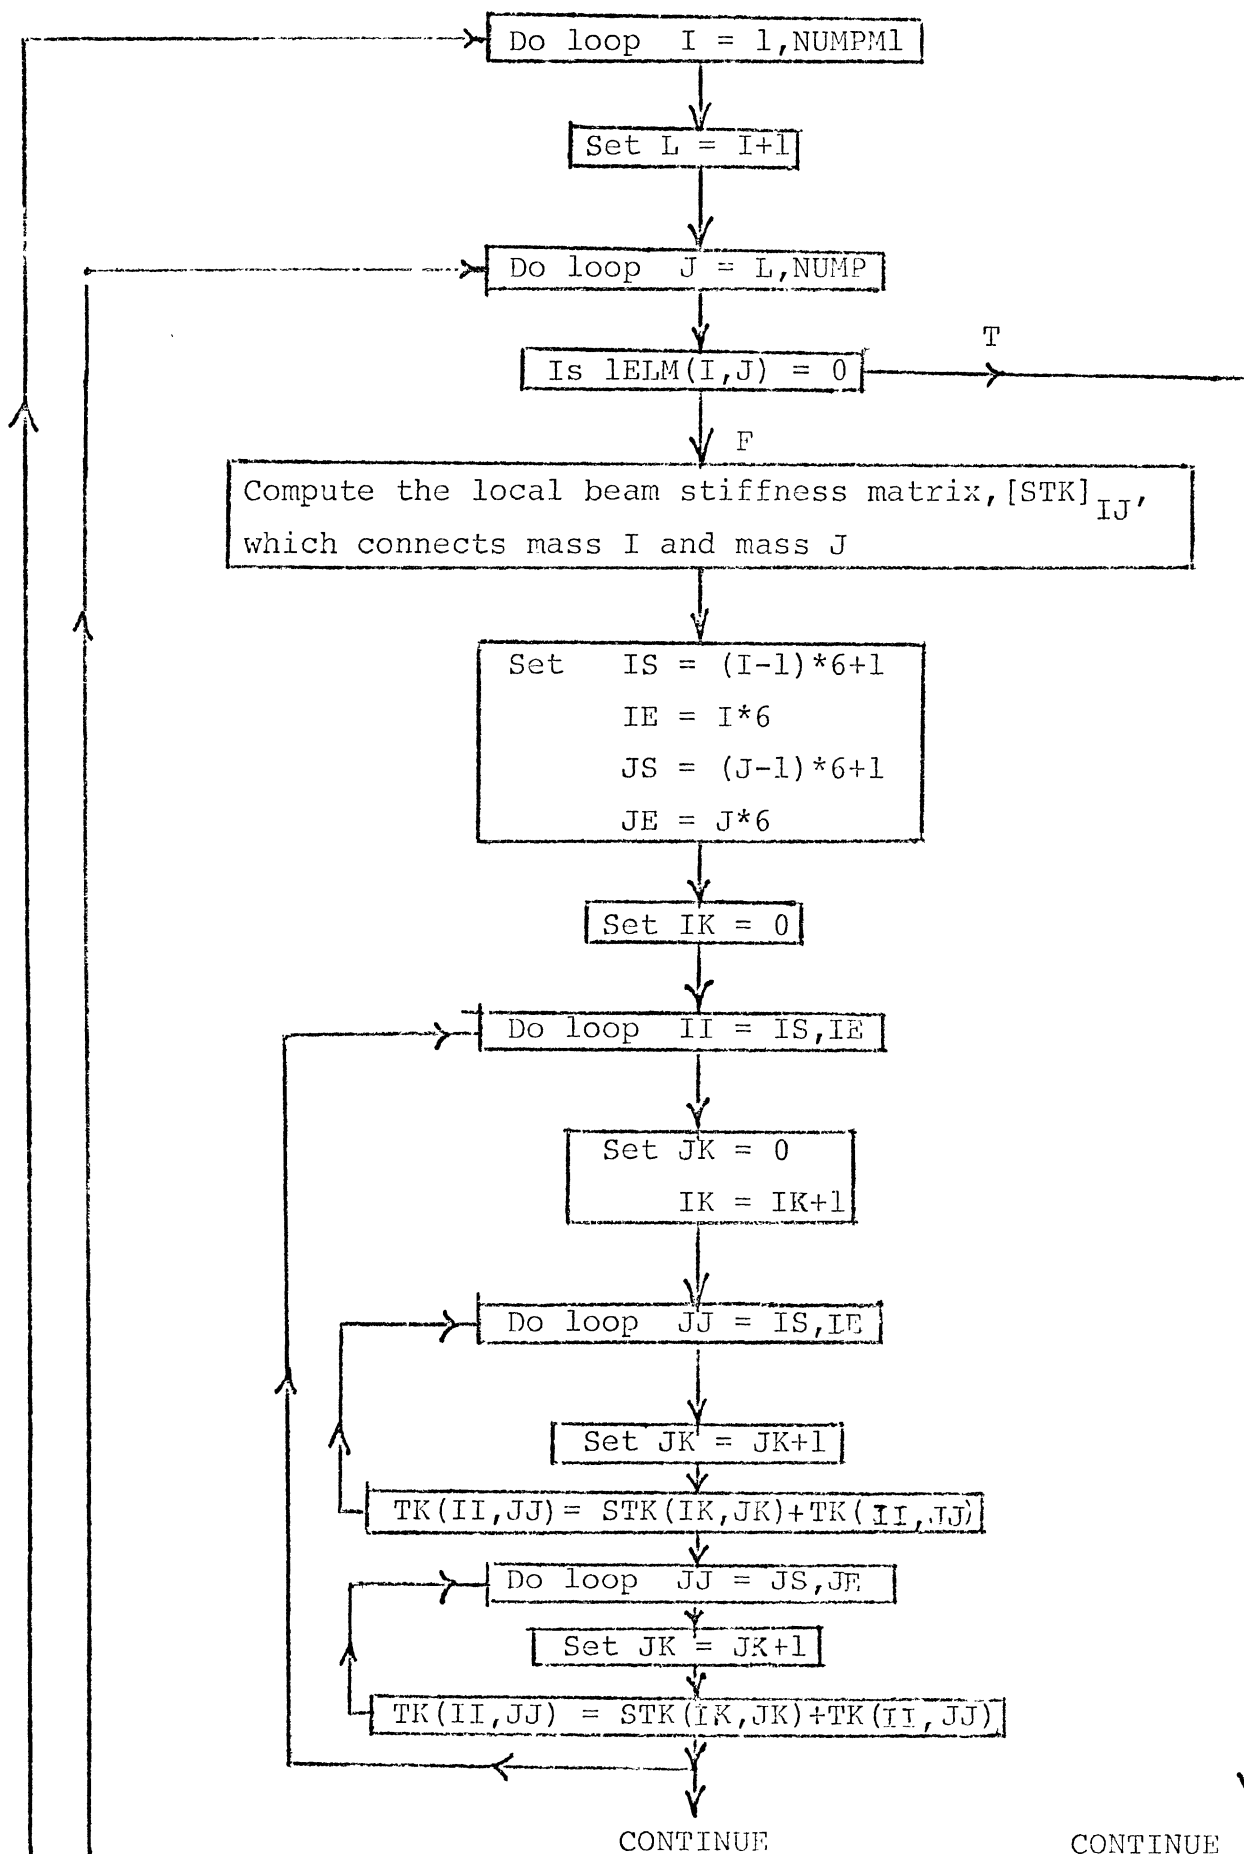 Do loop I = 1,NUMPM1
Set L = I+1
Do loop J = L,NUMP
T
Is lELM(I,J) = 0
F
Compute the local beam stiffness matrix,[STK]IJ,
which connects mass I and mass J
Set IS = (I-1)*6+1
IE = I*6
JS = (J-1)*6+1
JE = J*6
Set IK = 0
Do loop II = IS,IE
Set JK = 0
IK = IK+1
Do loop JJ = IS,IE
Set JK = JK+1
TK(II,JJ)= STK(IK,JK)+TK(II,JJ)
Do loop JJ = JS,JE
Set JK = JK+1
TK(II,JJ) = STK(IK,JK)+TK(II,JJ)
CONTINUE CONTINUE